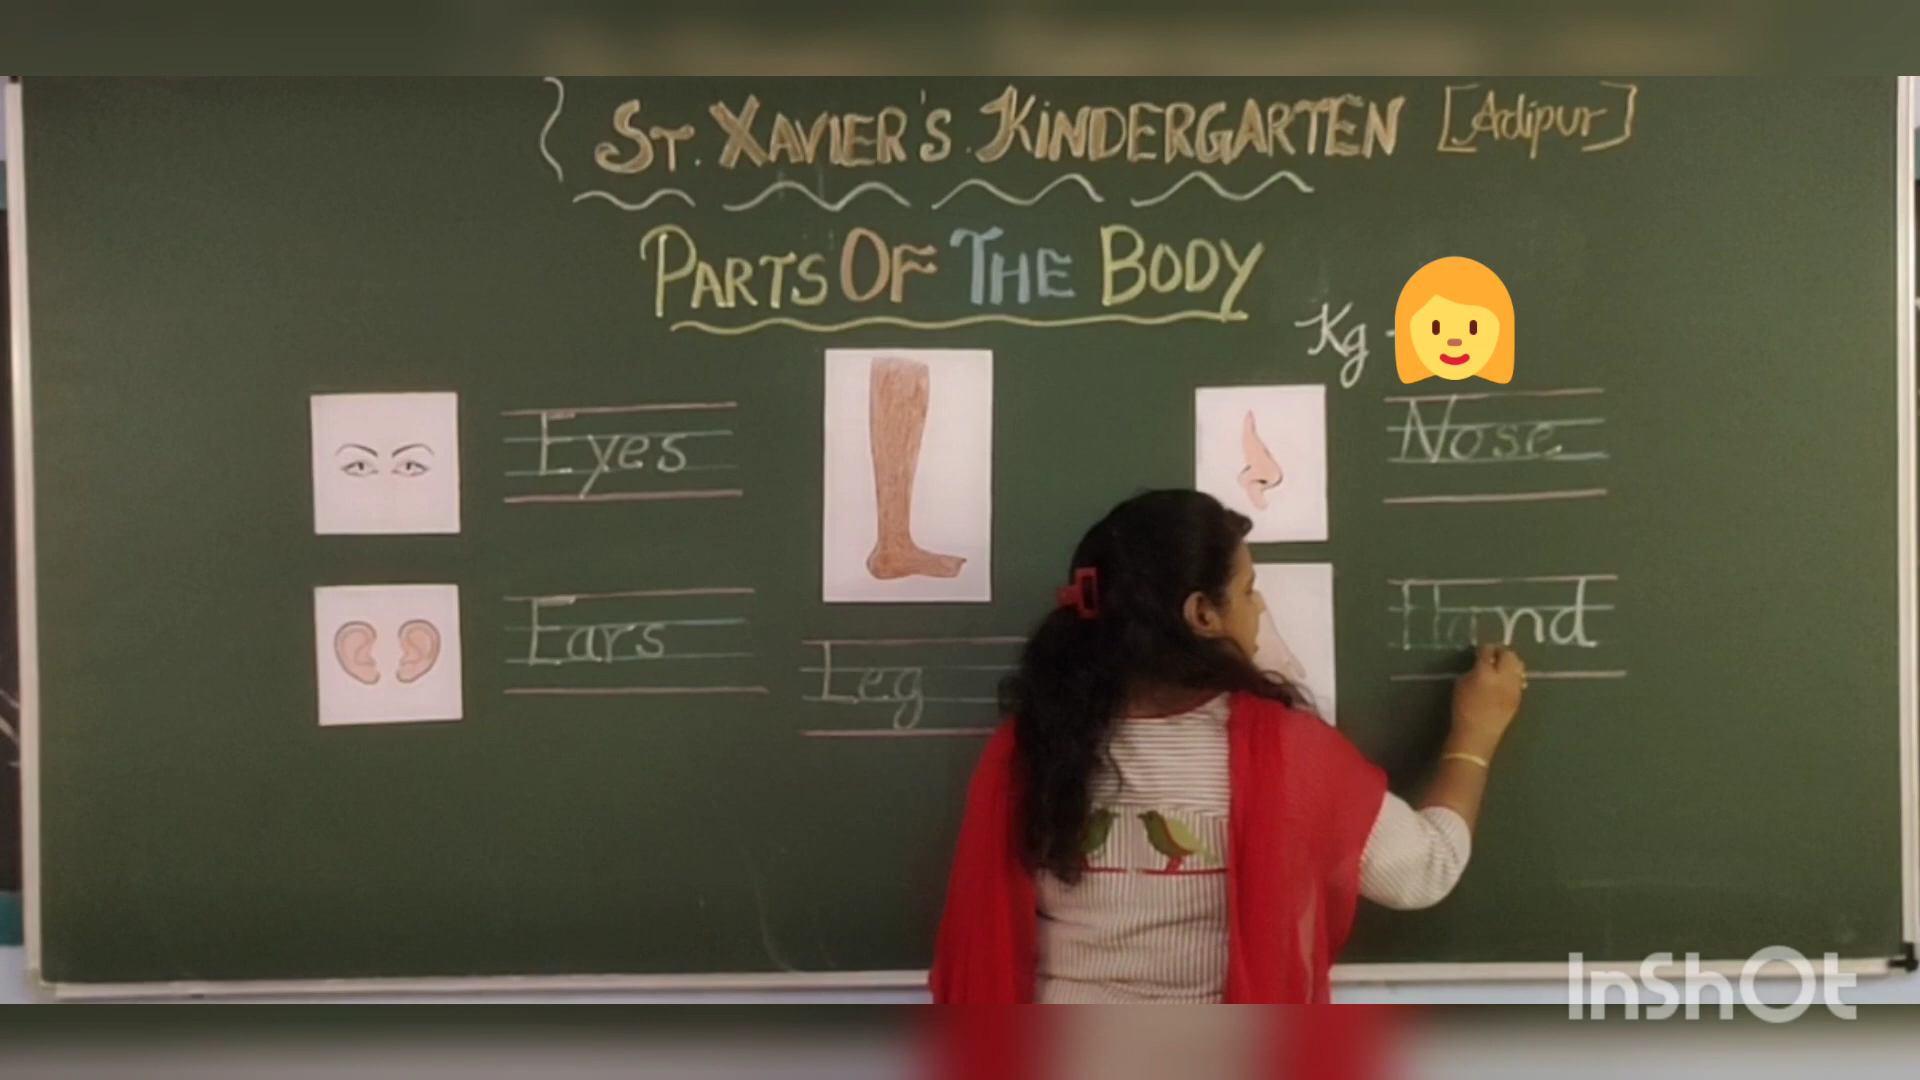 ST. XAVIER'S. KINDERGARTEN [Adipur]
PARTS OF THE BODY
Kg -
Eyes
Nose
Ears
Hand
Leg
InShOt